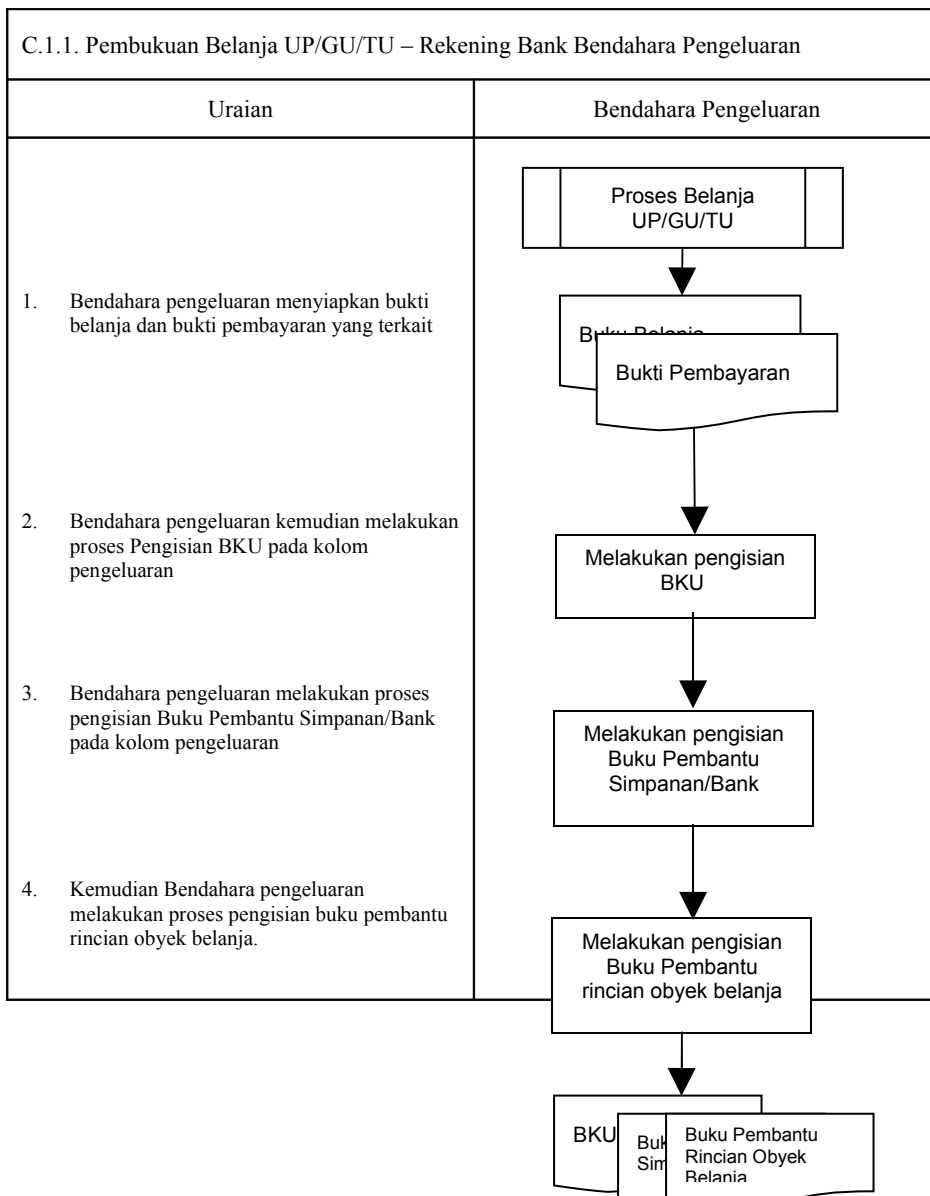 C.1.1. Pembukuan Belanja UP/GU/TU – Rekening Bank Bendahara Pengeluaran
Uraian
Bendahara Pengeluaran
Proses Belanja
UP/GU/TU
1. Bendahara pengeluaran menyiapkan bukti
belanja dan bukti pembayaran yang terkait
Buku Belanja
Bukti Pembayaran
2. Bendahara pengeluaran kemudian melakukan
proses Pengisian BKU pada kolom
pengeluaran
Melakukan pengisian
BKU
3. Bendahara pengeluaran melakukan proses
pengisian Buku Pembantu Simpanan/Bank
pada kolom pengeluaran
Melakukan pengisian
Buku Pembantu
Simpanan/Bank
4. Kemudian Bendahara pengeluaran
melakukan proses pengisian buku pembantu
rincian obyek belanja.
Melakukan pengisian
Buku Pembantu
rincian obyek belanja
BKU
Buku Pembantu
Rincian Obyek
Belanja